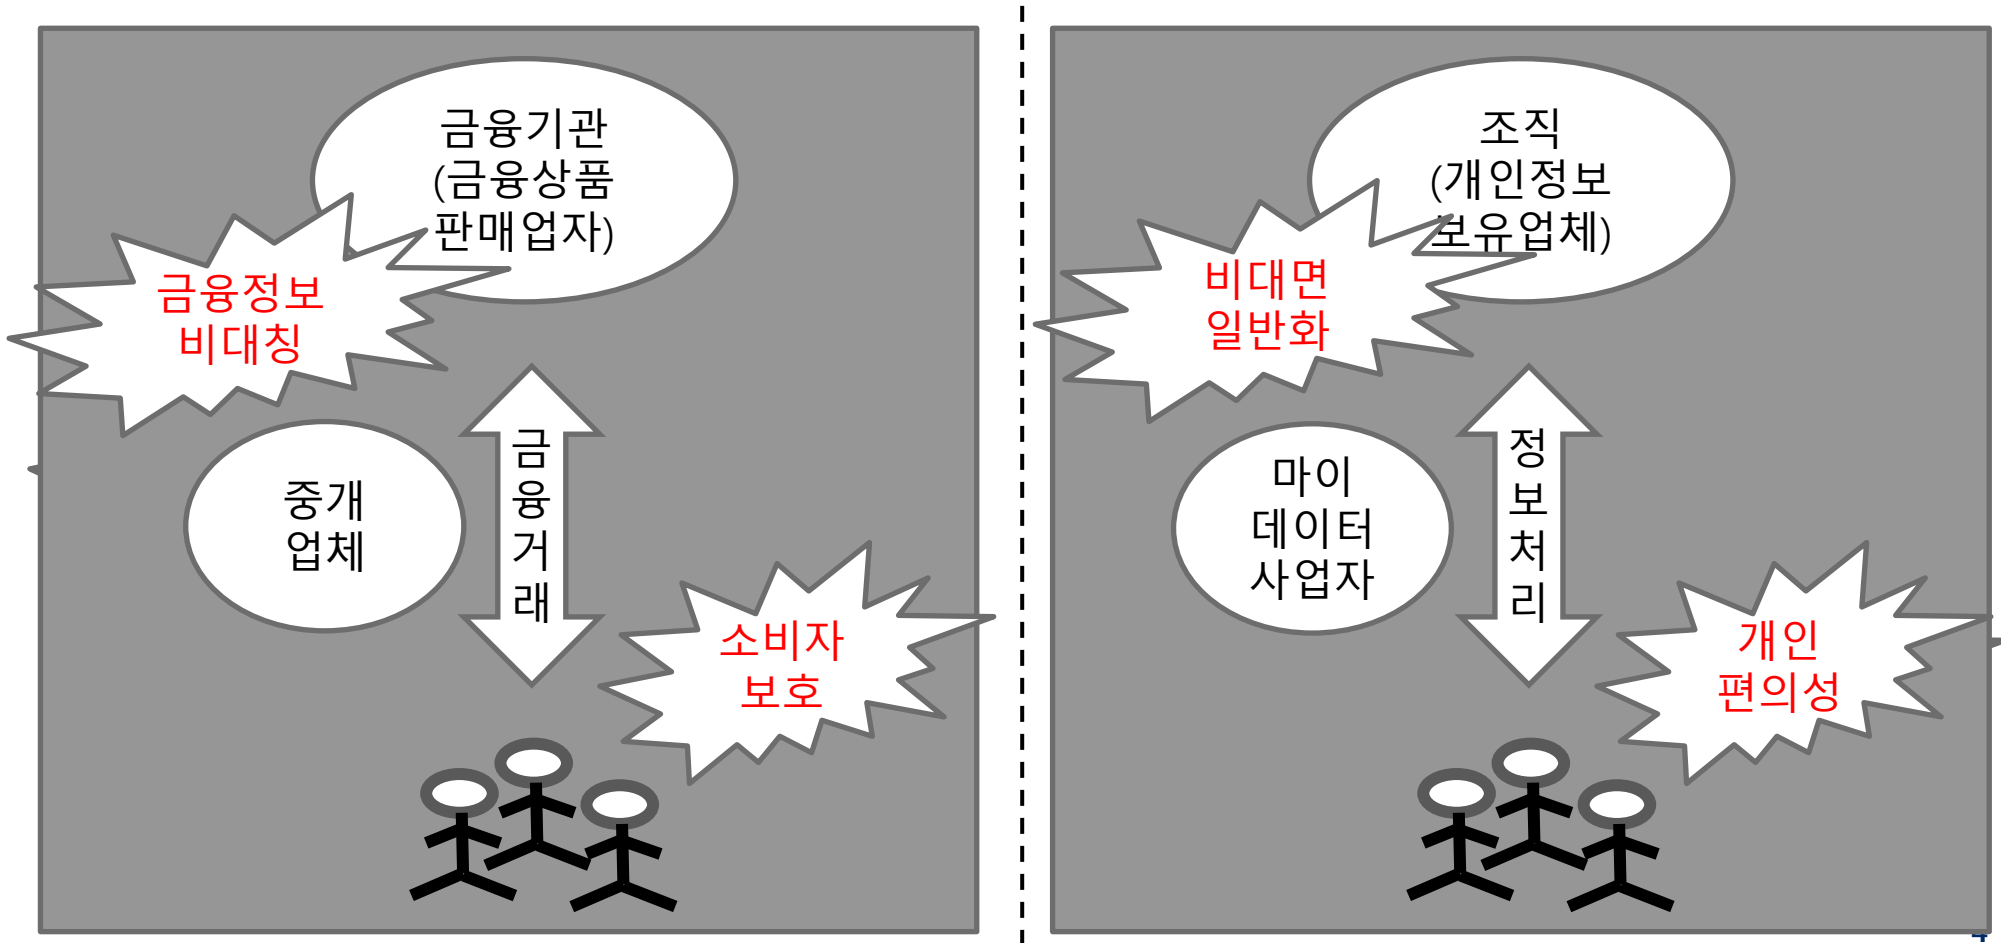 금융기관
(금융상품
판매업자)
금융정보
비대칭
중개
업체
금
융
거
래
소비자
보호
조직
(개인정보
보유업체)
비대면
일반화
마이
데이터
사업자
정
보
처
리
개인
편의성